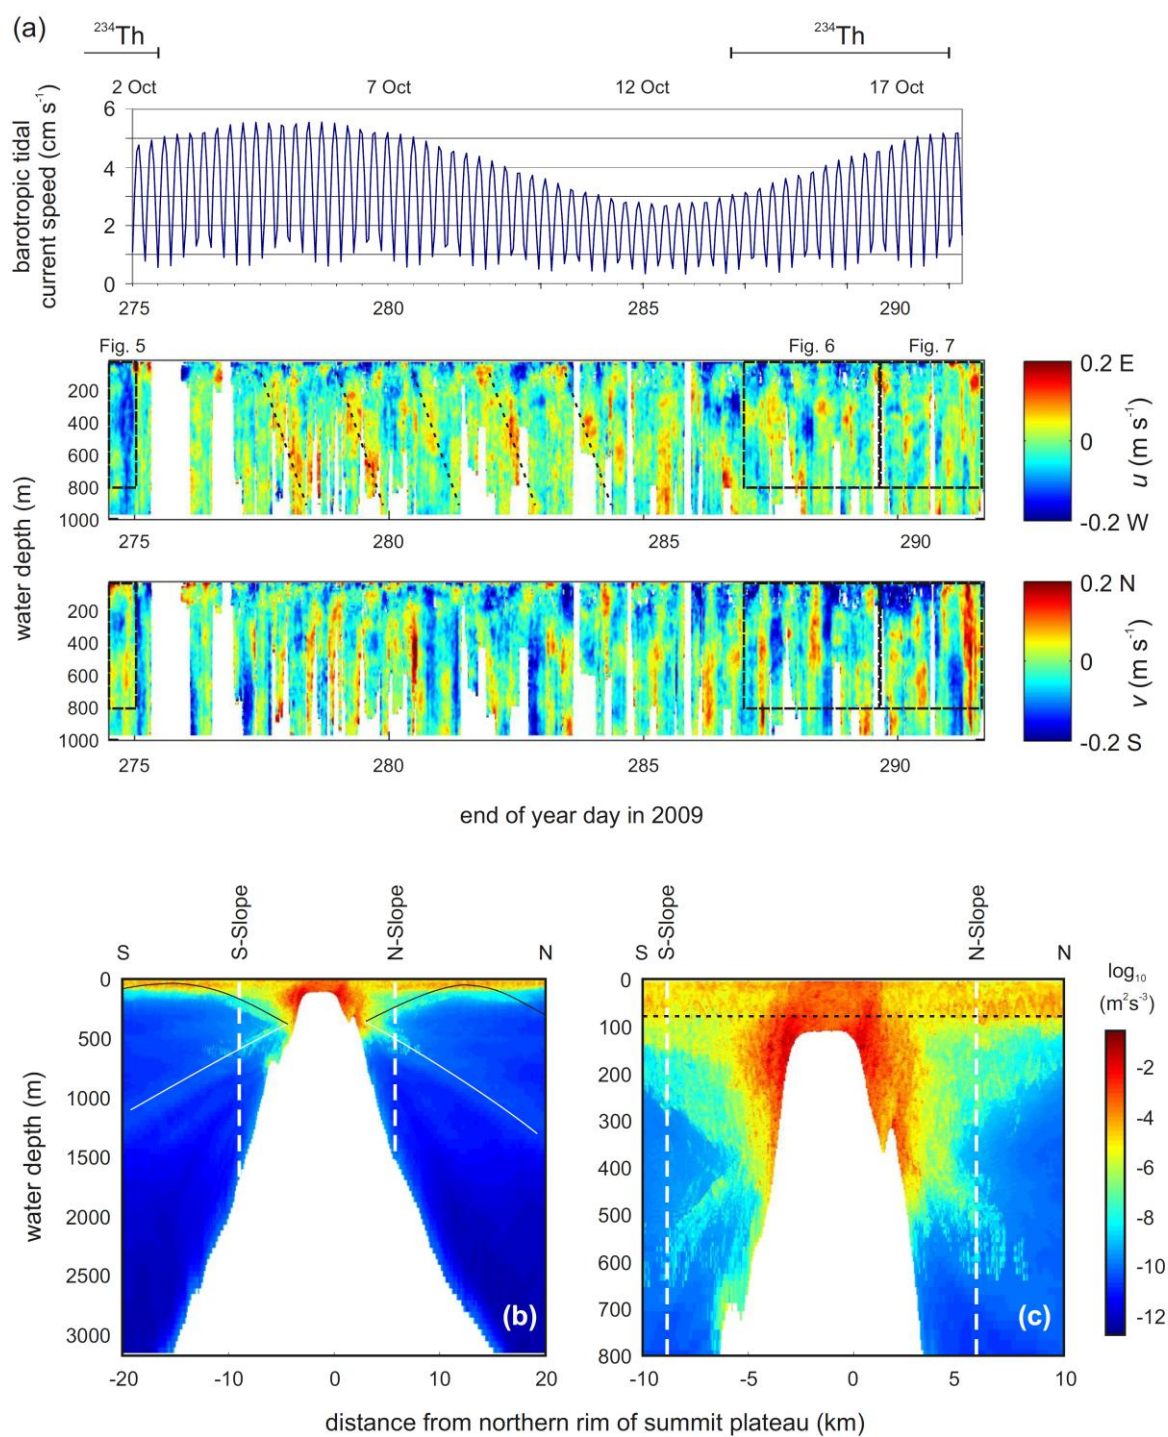 (a)
²³⁴Th ²³⁴Th
2 Oct 7 Oct 12 Oct 17 Oct
barotropic tidal
current speed (cm s⁻¹)
6
4
2
0
275 280 285 290
Fig. 5 Fig. 6 Fig. 7
200
400
600
800
1000
275 280 285 290
0.2 E
0
-0.2 W
u (m s⁻¹)
water depth (m)
200
400
600
800
1000
275 280 285 290
0.2 N
0
-0.2 S
v (m s⁻¹)
end of year day in 2009
S S-Slope N-Slope N
0
500
1000
1500
2000
2500
3000
water depth (m)
(b)
-20 -10 0 10 20
S S-Slope N-Slope N
0
100
200
300
400
500
600
700
800
(c)
-10 -5 0 5 10
log₁₀
(m²s⁻³)
-2
-4
-6
-8
-10
-12
distance from northern rim of summit plateau (km)